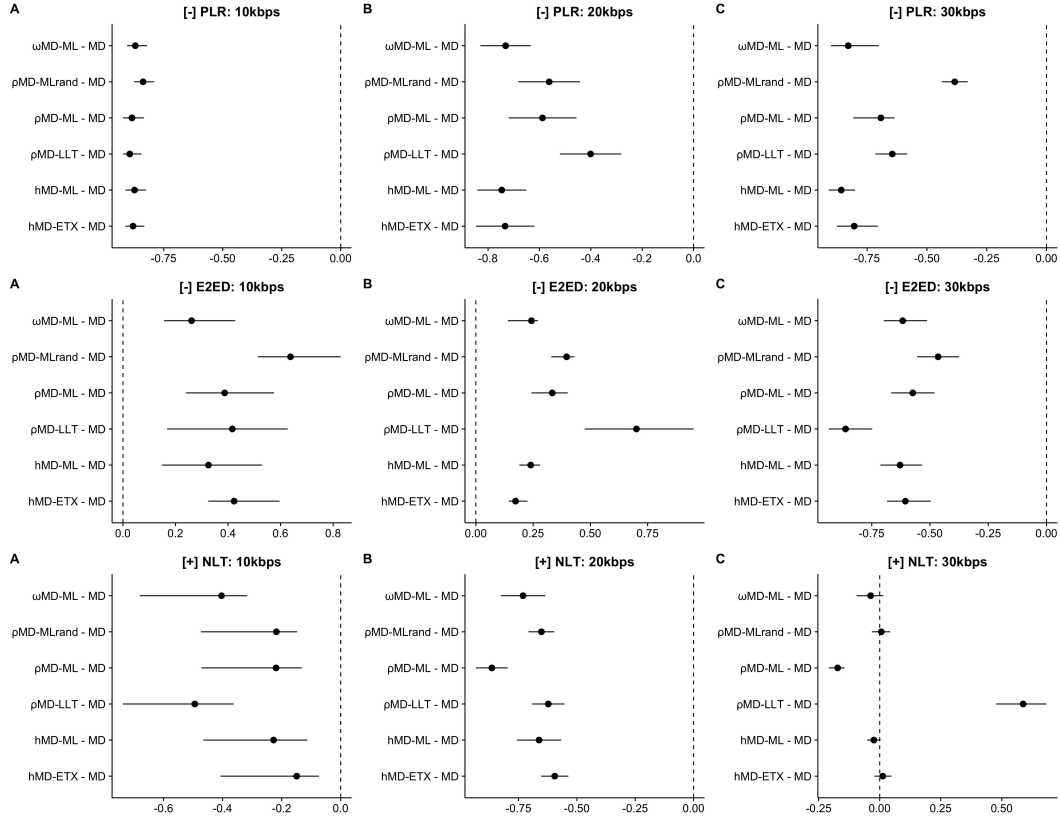 A [-] PLR: 10kbps
ωMD-ML - MD
ρMD-MLrand - MD
ρMD-ML - MD
ρMD-LLT - MD
hMD-ML - MD
hMD-ETX - MD
-0.75 -0.50 -0.25 0.00
B [-] PLR: 20kbps
ωMD-ML - MD
ρMD-MLrand - MD
ρMD-ML - MD
ρMD-LLT - MD
hMD-ML - MD
hMD-ETX - MD
-0.8 -0.6 -0.4 -0.2 0.0
C [-] PLR: 30kbps
ωMD-ML - MD
ρMD-MLrand - MD
ρMD-ML - MD
ρMD-LLT - MD
hMD-ML - MD
hMD-ETX - MD
-0.75 -0.50 -0.25 0.00
A [-] E2ED: 10kbps
ωMD-ML - MD
ρMD-MLrand - MD
ρMD-ML - MD
ρMD-LLT - MD
hMD-ML - MD
hMD-ETX - MD
0.0 0.2 0.4 0.6 0.8
B [-] E2ED: 20kbps
ωMD-ML - MD
ρMD-MLrand - MD
ρMD-ML - MD
ρMD-LLT - MD
hMD-ML - MD
hMD-ETX - MD
0.00 0.25 0.50 0.75
C [-] E2ED: 30kbps
ωMD-ML - MD
ρMD-MLrand - MD
ρMD-ML - MD
ρMD-LLT - MD
hMD-ML - MD
hMD-ETX - MD
-0.75 -0.50 -0.25 0.00
A [+] NLT: 10kbps
ωMD-ML - MD
ρMD-MLrand - MD
ρMD-ML - MD
ρMD-LLT - MD
hMD-ML - MD
hMD-ETX - MD
-0.6 -0.4 -0.2 0.0
B [+] NLT: 20kbps
ωMD-ML - MD
ρMD-MLrand - MD
ρMD-ML - MD
ρMD-LLT - MD
hMD-ML - MD
hMD-ETX - MD
-0.75 -0.50 -0.25 0.00
C [+] NLT: 30kbps
ωMD-ML - MD
ρMD-MLrand - MD
ρMD-ML - MD
ρMD-LLT - MD
hMD-ML - MD
hMD-ETX - MD
-0.25 0.00 0.25 0.50